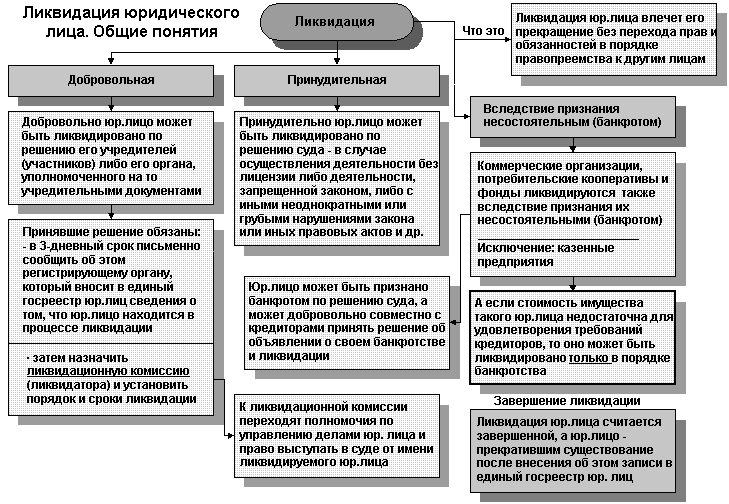 Ликвидация юридического
лица. Общие понятия
Ликвидация
Что это
Ликвидация юр.лица влечет его
прекращение без перехода прав и
обязанностей в порядке
правопреемства к другим лицам
Добровольная
Добровольно юр.лицо может
быть ликвидировано по
решению его учредителей
(участников) либо его органа,
уполномоченного на то
учредительными документами
Принявшие решение обязаны:
- в 3-дневный срок письменно
сообщить об этом
регистрирующему органу,
который вносит в единый
госреестр юр.лиц сведения о
том, что юр.лицо находится в
процессе ликвидации
· затем назначить
ликвидационную комиссию
(ликвидатора) и установить
порядок и сроки ликвидации
Принудительная
Принудительно юр.лицо может
быть ликвидировано по
решению суда - в случае
осуществления деятельности без
лицензии либо деятельности,
запрещенной законом, либо с
иными неоднократными или
грубыми нарушениями закона
или иных правовых актов и др.
Вследствие признания
несостоятельным (банкротом)
Коммерческие организации,
потребительские кооперативы и
фонды ликвидируются также
вследствие признания их
несостоятельными (банкротом)
Исключение: казенные
предприятия
Юр.лицо может быть признано
банкротом по решению суда, а
может добровольно совместно с
кредиторами принять решение об
объявлении о своем банкротстве
и ликвидации
А если стоимость имущества
такого юр.лица недостаточна для
удовлетворения требований
кредиторов, то оно может быть
ликвидировано только в порядке
банкротства
К ликвидационной комиссии
переходят полномочия по
управлению делами юр. лица и
право выступать в суде от имени
ликвидируемого юр.лица
Завершение ликвидации
Ликвидация юр.лица считается
завершенной, а юр.лицо -
прекратившим существование
после внесения об этом записи в
единый госреестр юр. лиц